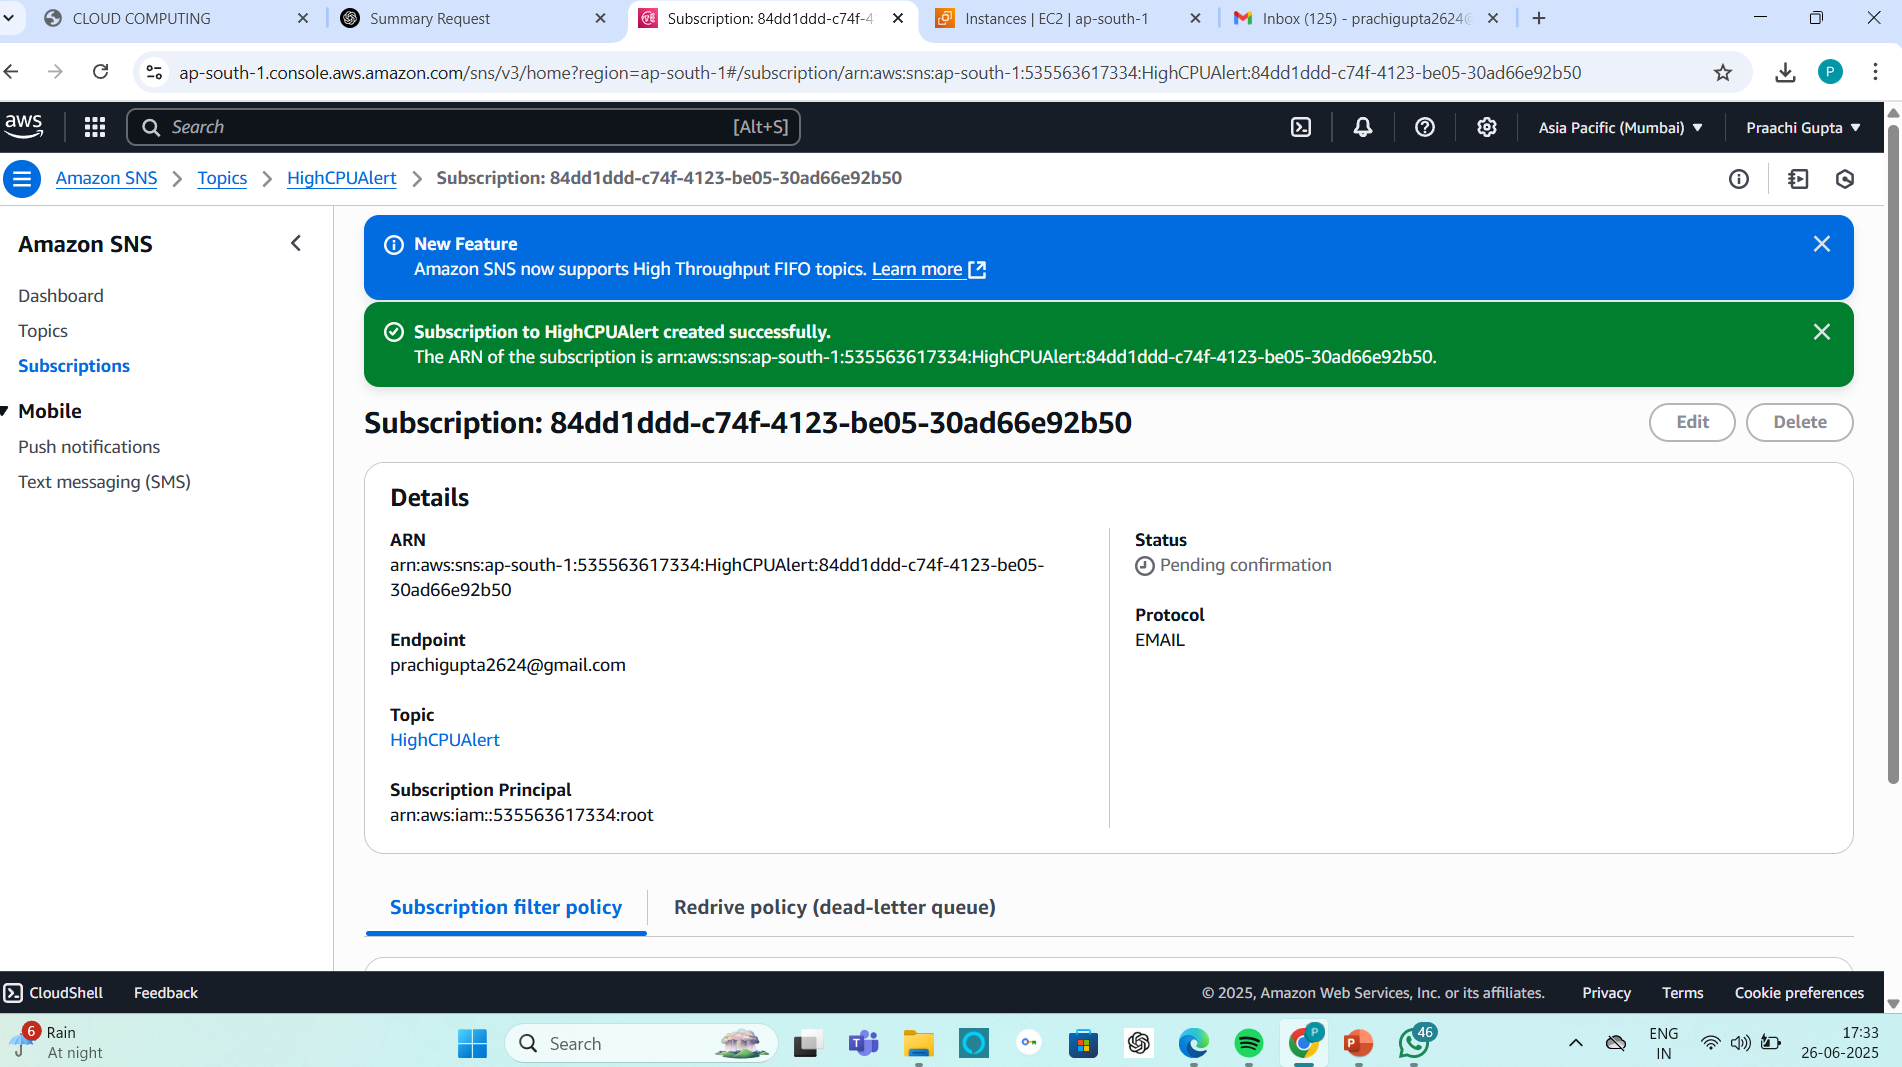 CLOUD COMPUTING
Summary Request
Subscription: 84dd1ddd-c74f-4
Instances | EC2 | ap-south-1
Inbox (125) - prachigupta2624@
ap-south-1.console.aws.amazon.com/sns/v3/home?region=ap-south-1#/subscription/arn:aws:sns:ap-south-1:535563617334:HighCPUAlert:84dd1ddd-c74f-4123-be05-30ad66e92b50
P
aws
Search
[Alt+S]
Asia Pacific (Mumbai)
Praachi Gupta
Amazon SNS
Topics
HighCPUAlert
Subscription: 84dd1ddd-c74f-4123-be05-30ad66e92b50
Amazon SNS
Dashboard
Topics
Subscriptions
Mobile
Push notifications
Text messaging (SMS)
New Feature
Amazon SNS now supports High Throughput FIFO topics. Learn more
Subscription to HighCPUAlert created successfully.
The ARN of the subscription is arn:aws:sns:ap-south-1:535563617334:HighCPUAlert:84dd1ddd-c74f-4123-be05-30ad66e92b50.
Subscription: 84dd1ddd-c74f-4123-be05-30ad66e92b50
Edit
Delete
Details
ARN
arn:aws:sns:ap-south-1:535563617334:HighCPUAlert:84dd1ddd-c74f-4123-be05-
30ad66e92b50
Endpoint
prachigupta2624@gmail.com
Topic
HighCPUAlert
Subscription Principal
arn:aws:iam::535563617334:root
Status
Pending confirmation
Protocol
EMAIL
Subscription filter policy
Redrive policy (dead-letter queue)
CloudShell
Feedback
© 2025, Amazon Web Services, Inc. or its affiliates.
Privacy
Terms
Cookie preferences
6
Rain
At night
Search
P
46
ENG
IN
17:33
26-06-2025